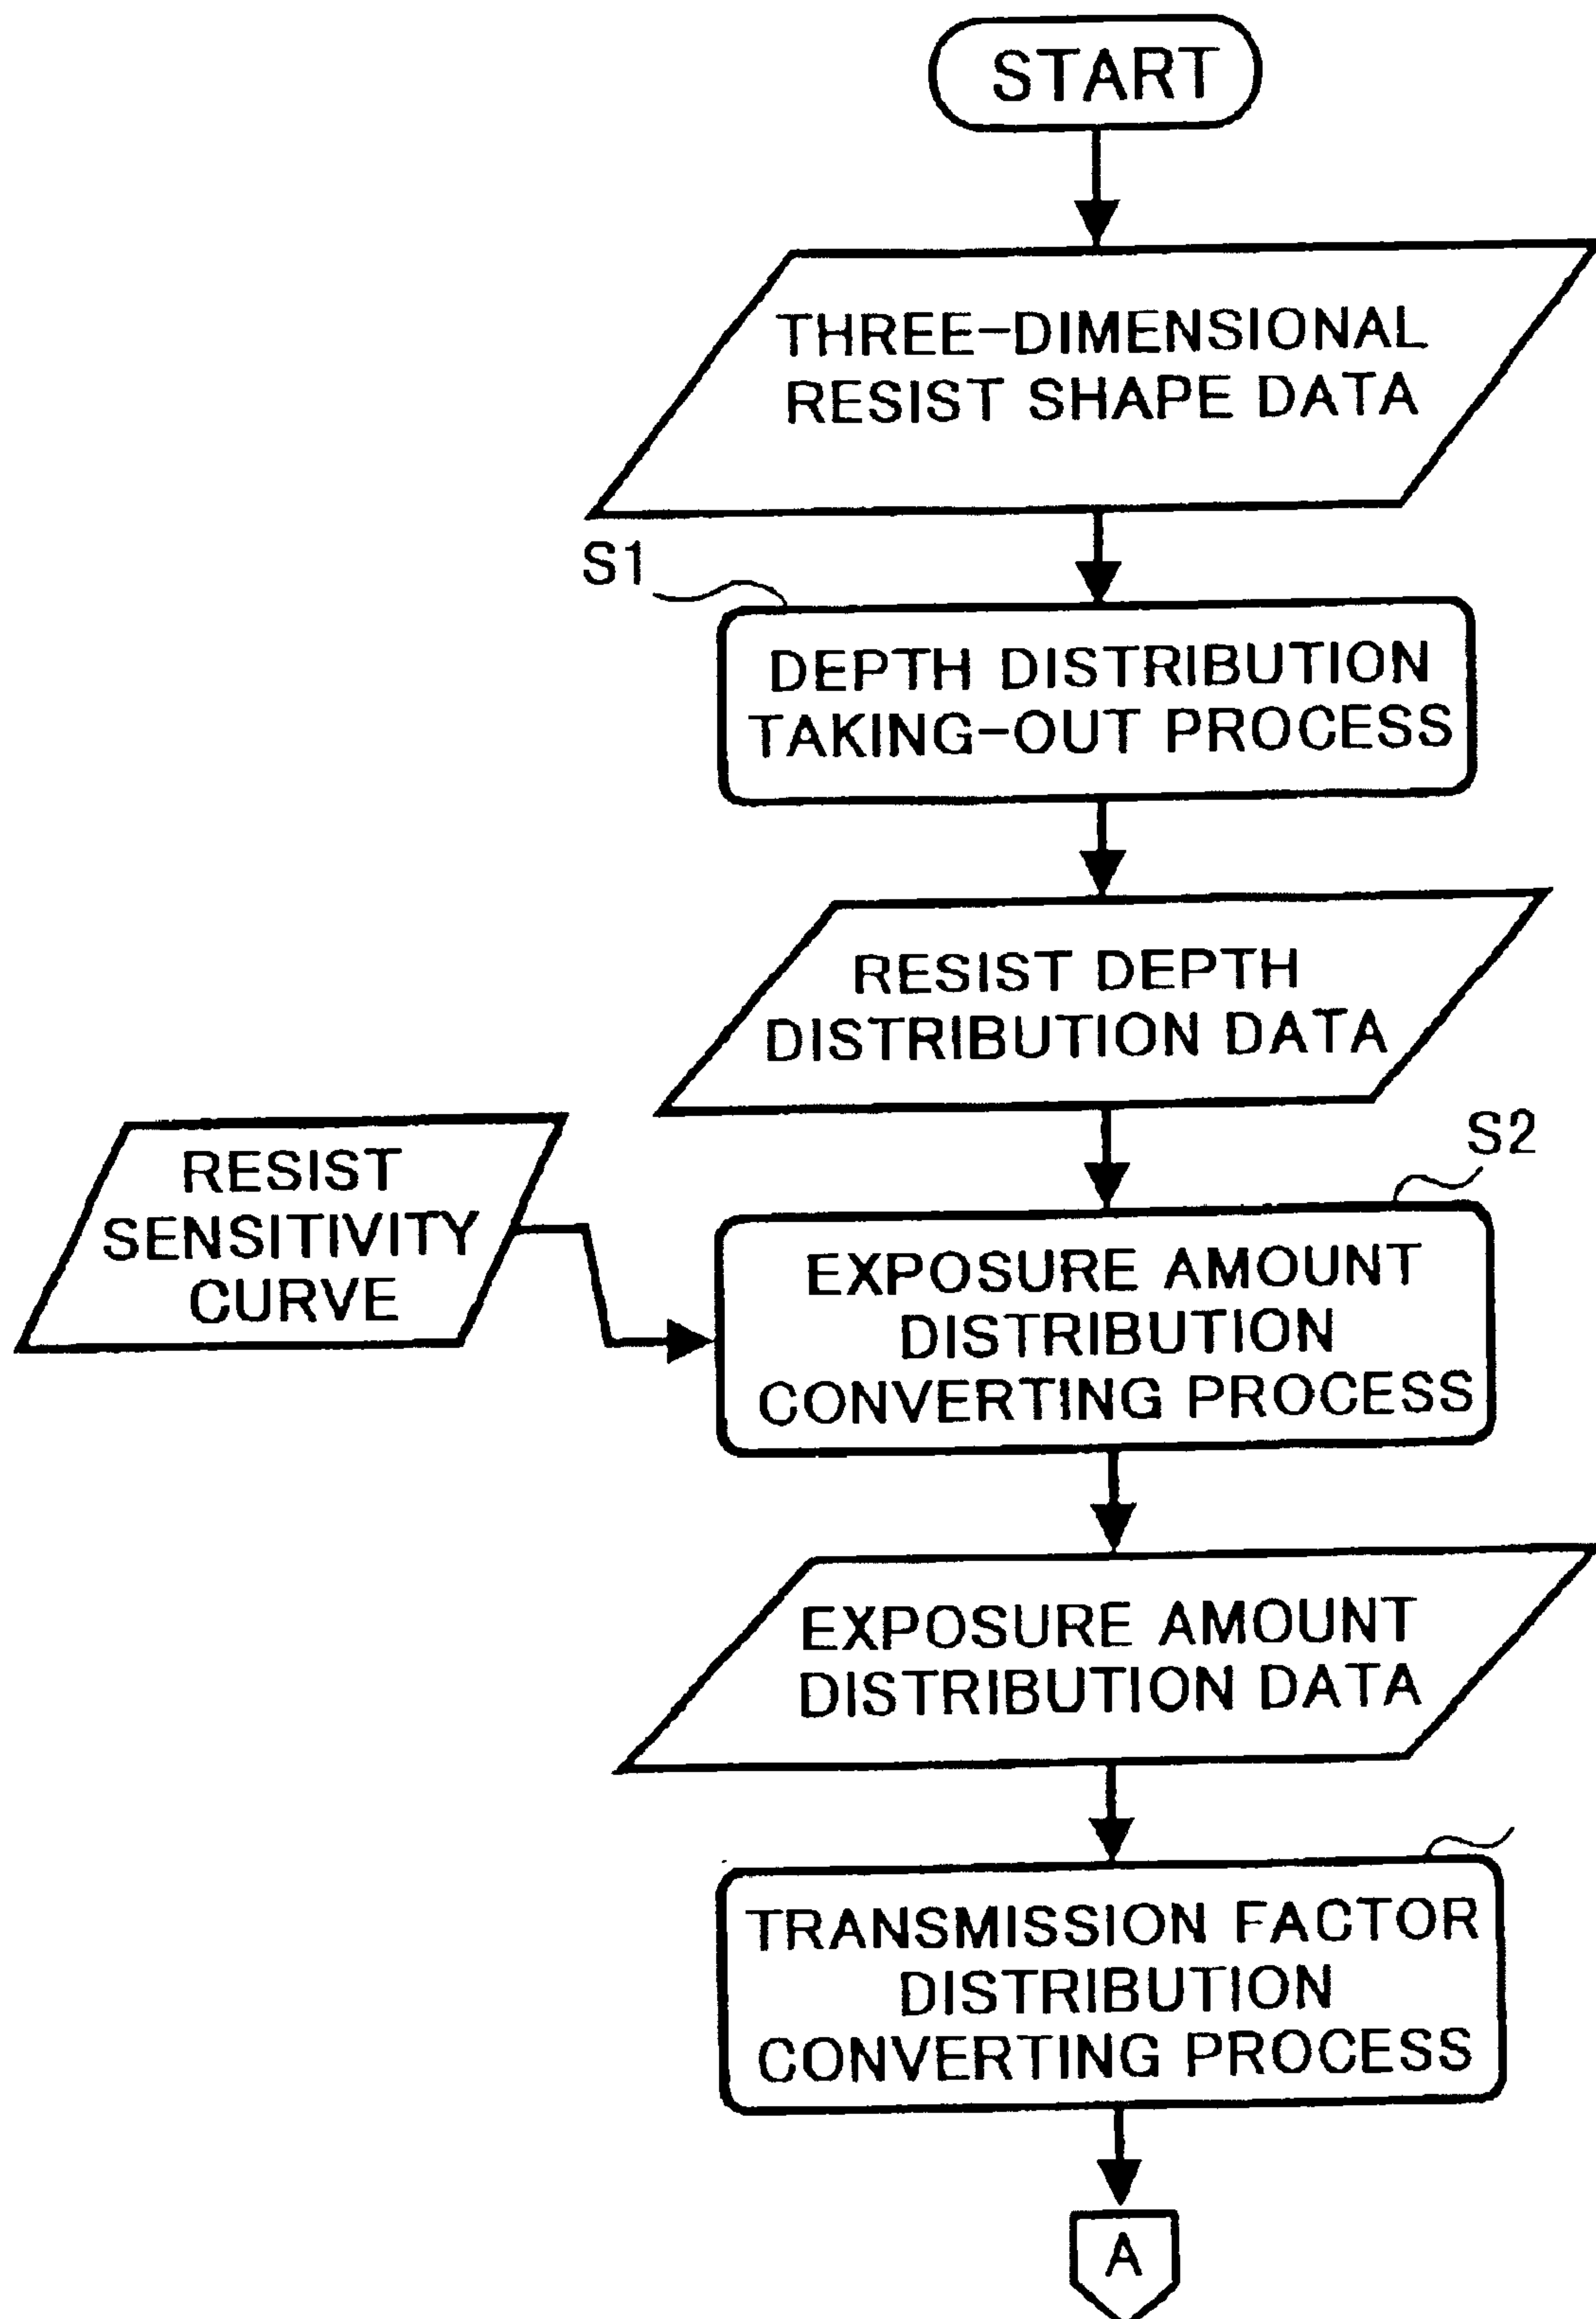 START
THREE-DIMENSIONAL
RESIST SHAPE DATA
S1
DEPTH DISTRIBUTION
TAKING-OUT PROCESS
RESIST DEPTH
DISTRIBUTION DATA
S2
RESIST
SENSITIVITY
CURVE
EXPOSURE AMOUNT
DISTRIBUTION
CONVERTING PROCESS
EXPOSURE AMOUNT
DISTRIBUTION DATA
TRANSMISSION FACTOR
DISTRIBUTION
CONVERTING PROCESS
A